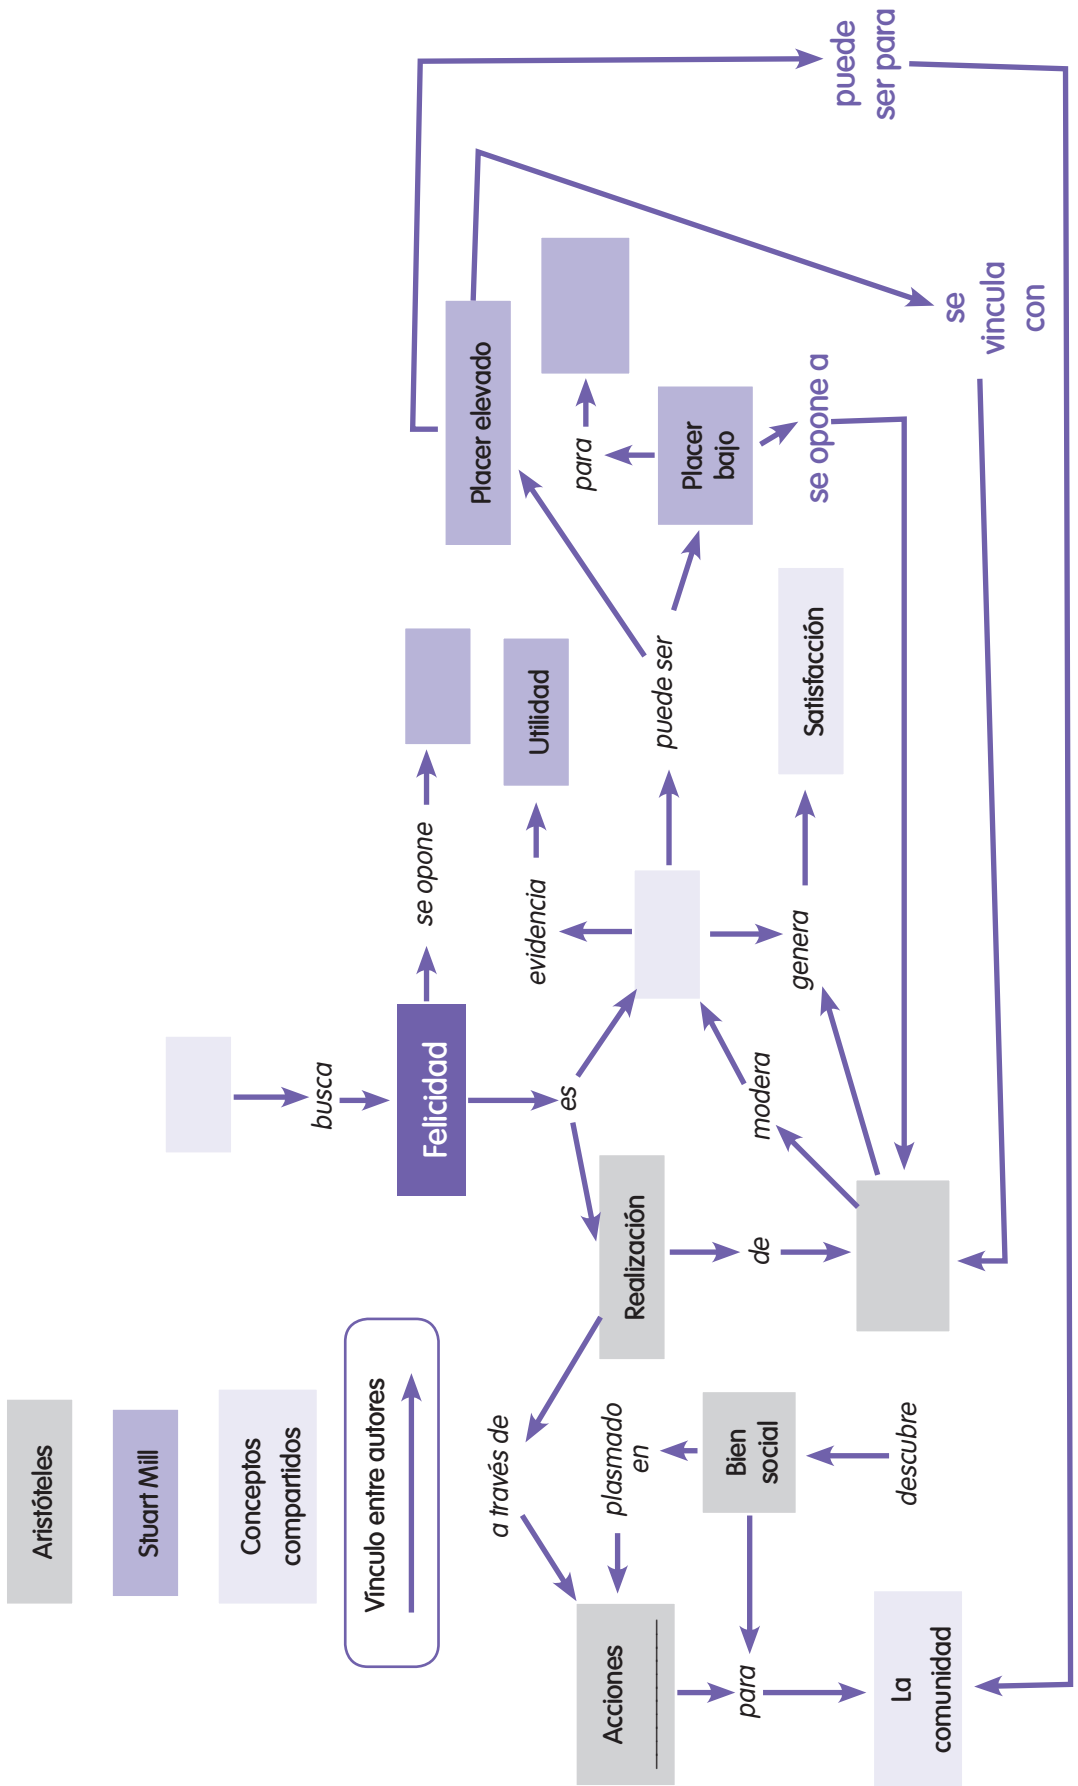 Aristóteles
Stuart Mill
Conceptos
compartidos
Vínculo entre autores
busca
Felicidad
se opone
es
evidencia
Utilidad
Realización
de
modera
genera
Satisfacción
puede ser
Placer elevado
Placer
bajo
para
se opone a
puede
ser para
se
vincula
con
a través de
Acciones
plasmado
en
Bien
social
descubre
para
La
comunidad